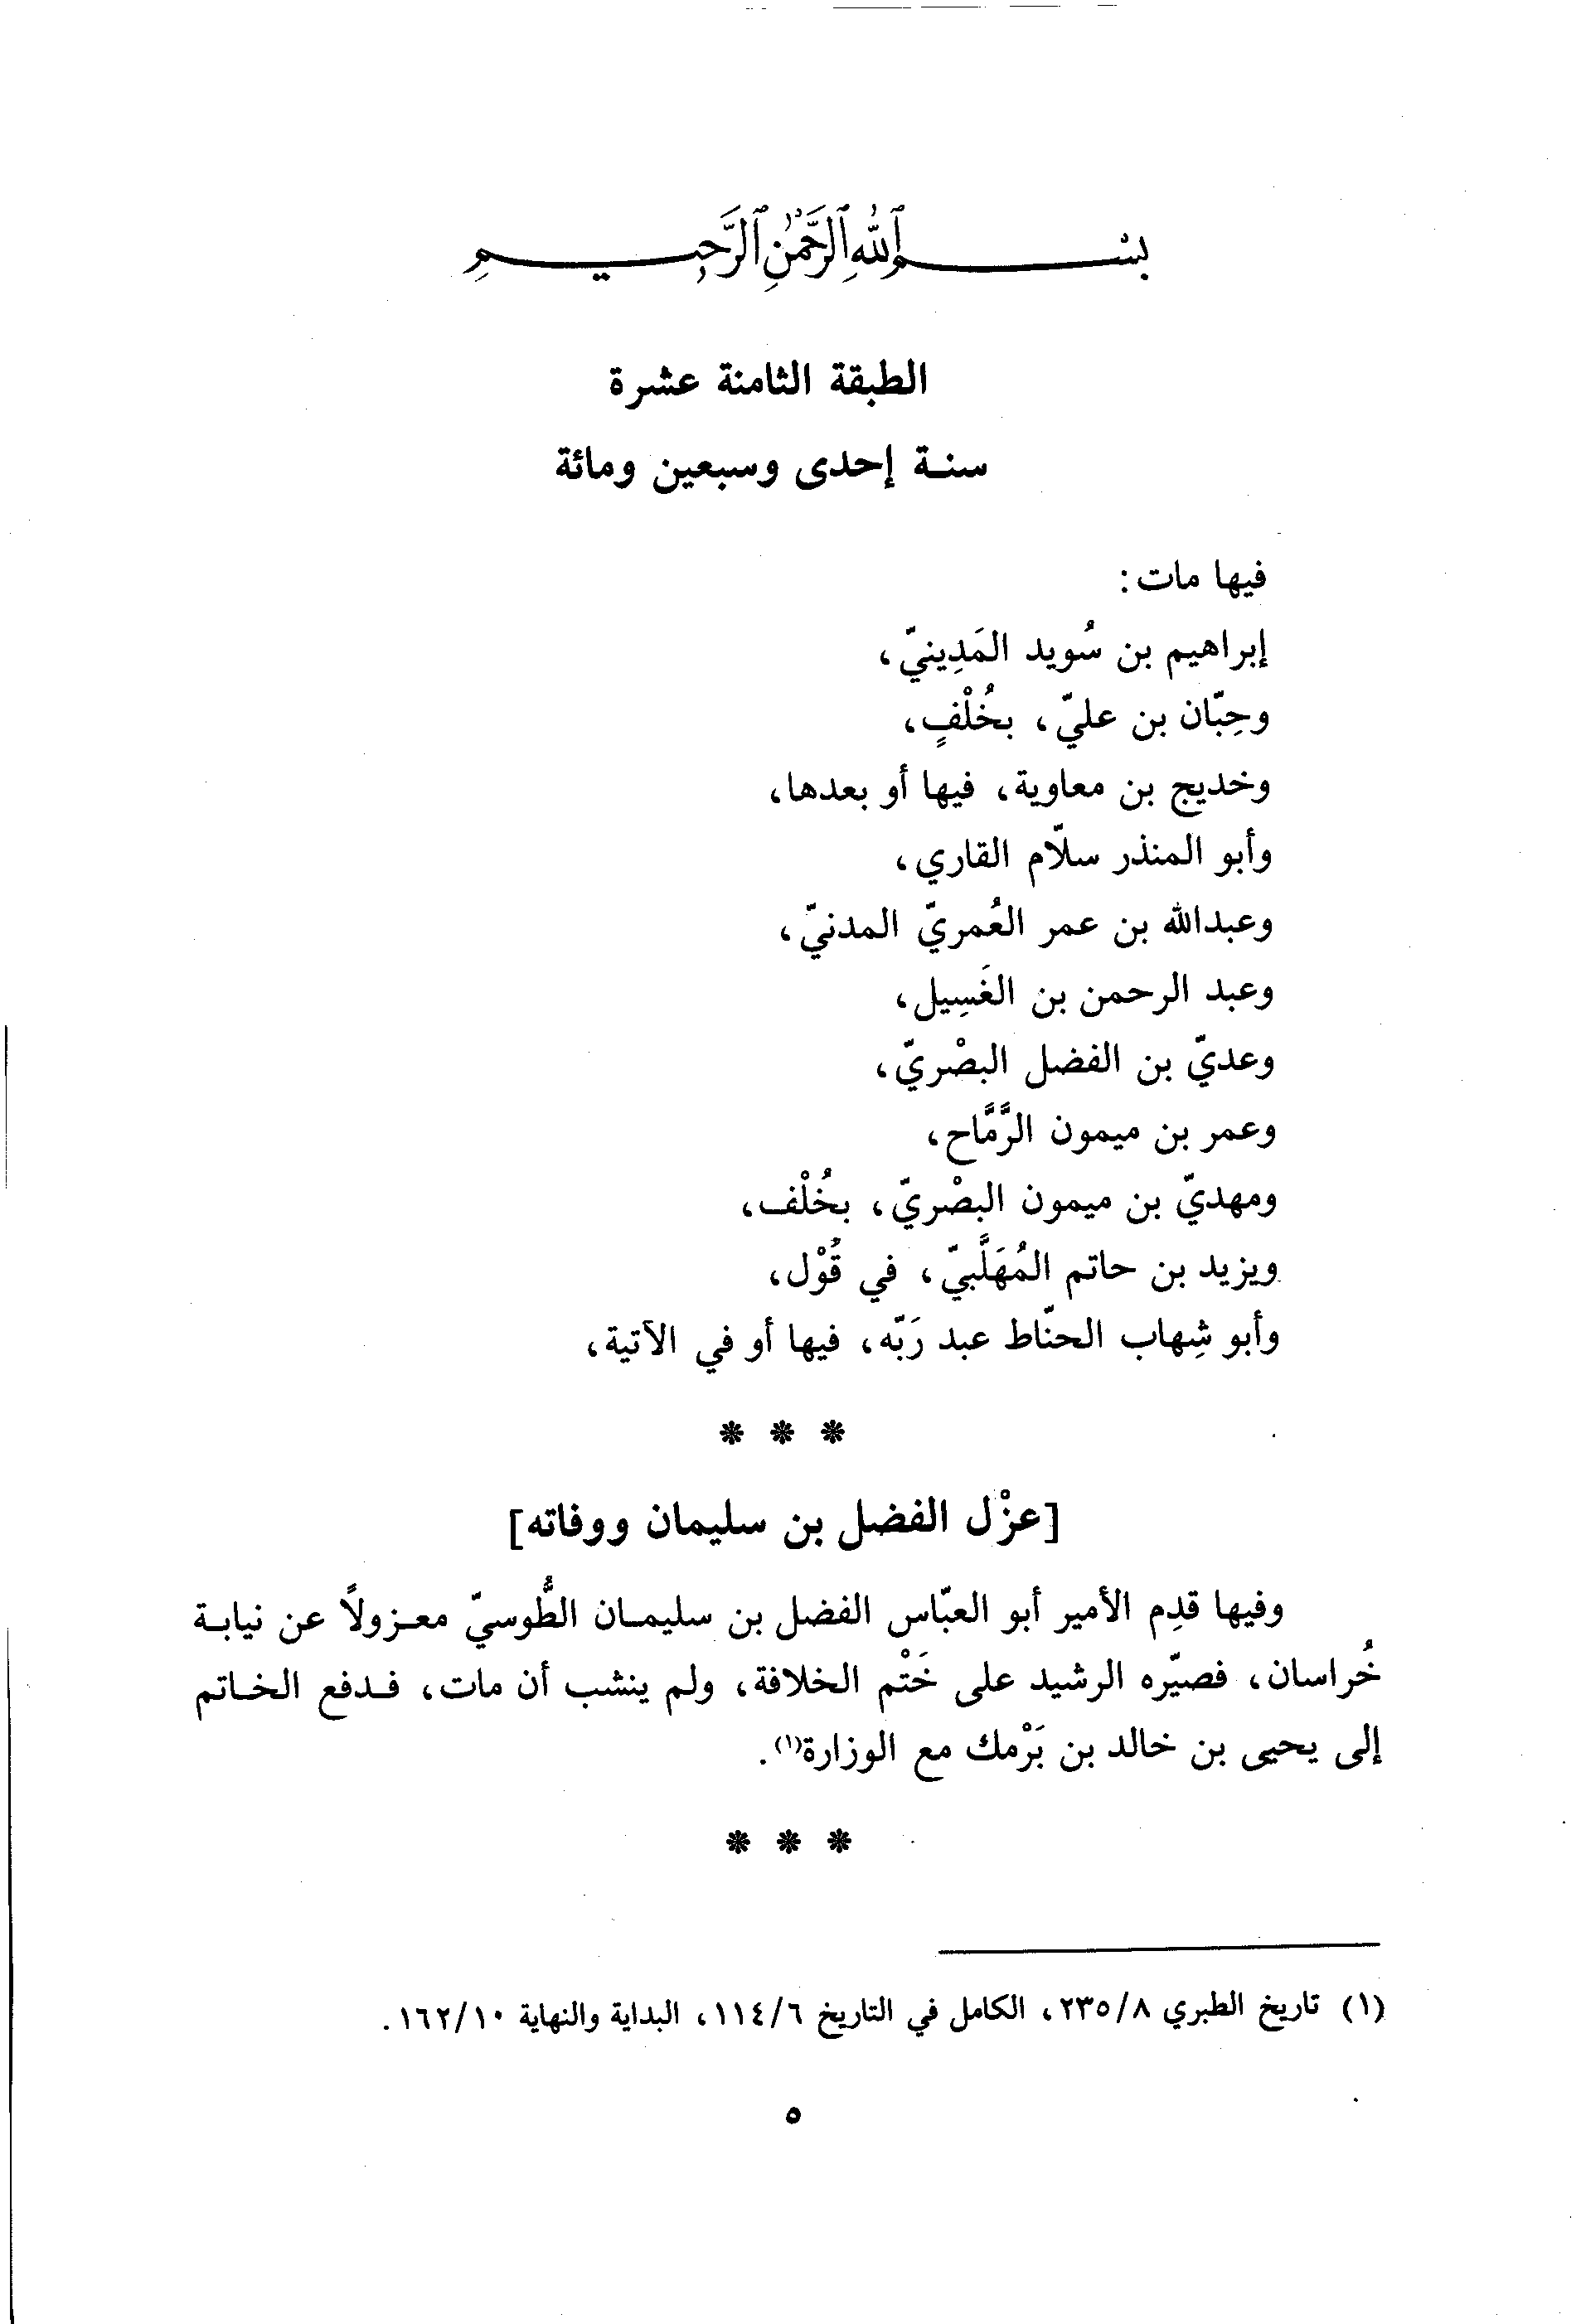 بسم الله الرحمن الرحيم
الطبقة الثامنة عشرة
سنة إحدى وسبعين ومائة
فيها مات:
إبراهيم بن سُويد المَدِينيّ،
وحِبّان بن عليّ، بخُلْفٍ،
وخديج بن معاوية، فيها أو بعدها،
وأبو المنذر سلّام القاري،
وعبدالله بن عمر العُمريّ المدنيّ،
وعبد الرحمن بن الغَسِيل،
وعديّ بن الفضل البصْريّ،
وعمر بن ميمون الرَّمَّاح،
ومهديّ بن ميمون البصْريّ، بخُلْف،
ويزيد بن حاتم المُهَلَّبيّ، في قُوْل،
وأبو شِهاب الحنّاط عبد رَبّه، فيها أو في الآتية،
* * *
[عزْل الفضل بن سليمان ووفاته]
وفيها قدِم الأمير أبو العبّاس الفضل بن سليمان الطُّوسيّ معزولاً عن نيابة
خُراسان، فصيّره الرشيد على خَتْم الخلافة، ولم ينشب أن مات، فدفع الخاتم
إلى يحيى بن خالد بن بَرْمك مع الوزارة(١).
* * *
(١) تاريخ الطبري ٢٣٥/٨، الكامل في التاريخ ١١٤/٦، البداية والنهاية ١٦٢/١٠.
٥